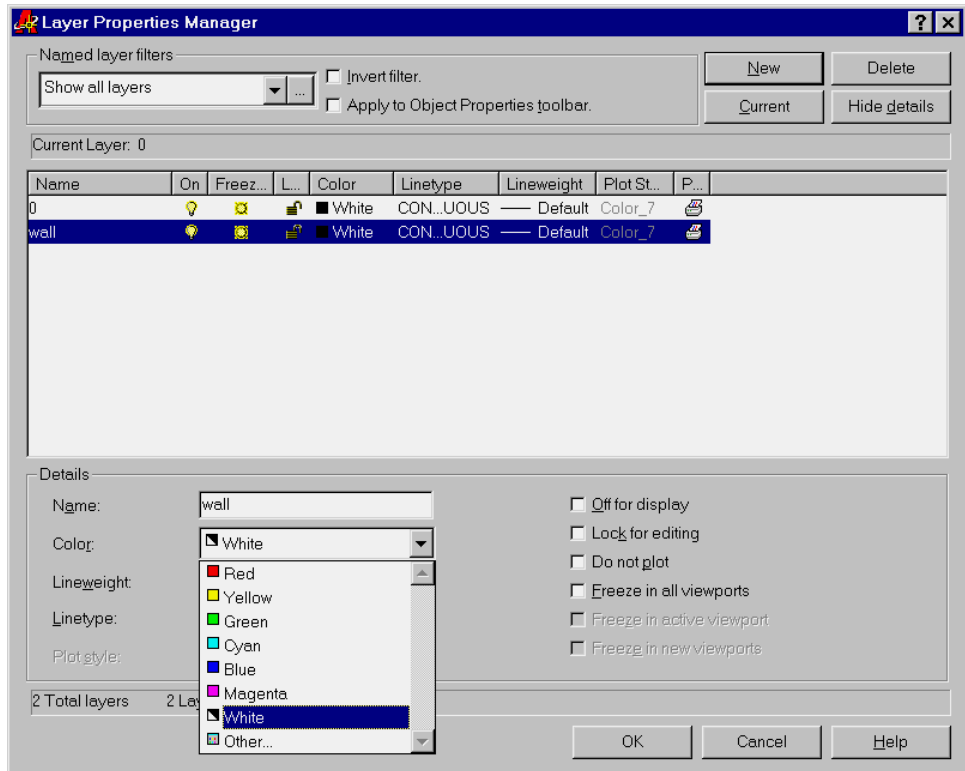 Layer Properties Manager
Named layer filters
Show all layers
...
Invert filter.
Apply to Object Properties toolbar.
New
Delete
Current
Hide details
Current Layer: 0
Name On Freez... L... Color Linetype Lineweight Plot St... P...
0 White CON...UOUS Default Color_7
wall White CON...UOUS Default Color_7
Details
Name: wall
Color: White
Lineweight:
Linetype:
Plot style:
Red
Yellow
Green
Cyan
Blue
Magenta
White
Other...
Off for display
Lock for editing
Do not plot
Freeze in all viewports
Freeze in active viewport
Freeze in new viewports
2 Total layers 2 La
OK
Cancel
Help